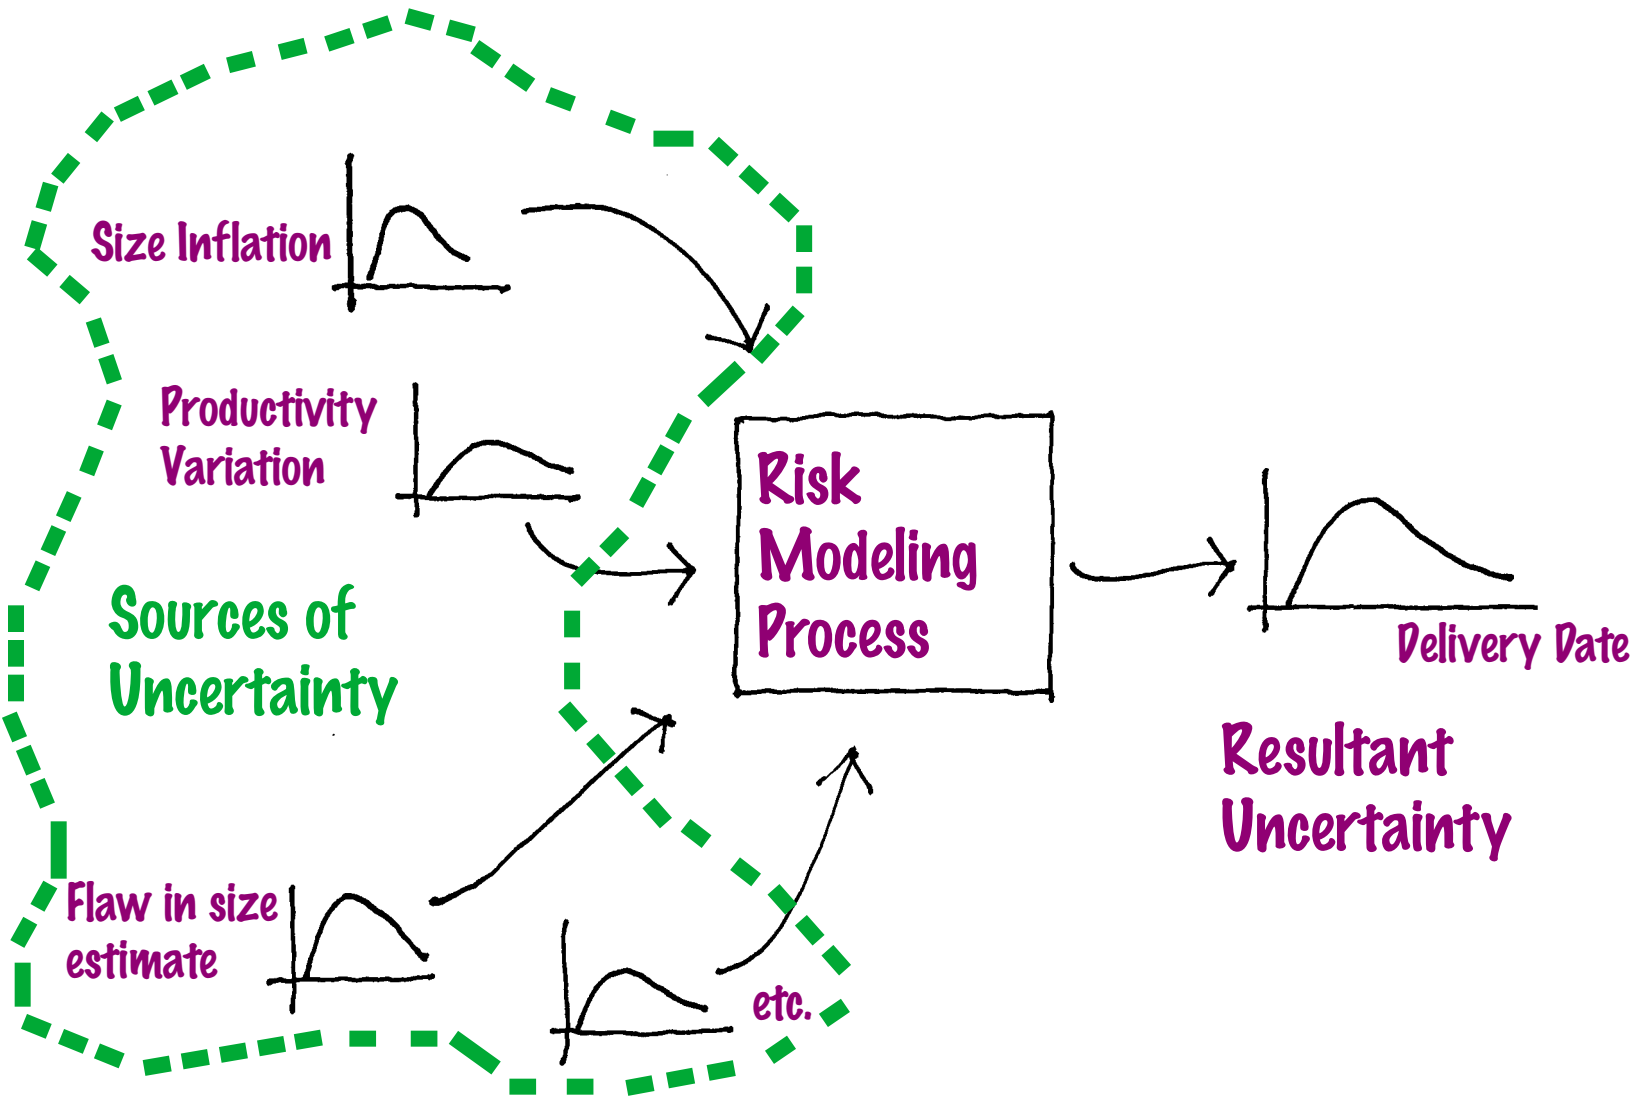 Size Inflation
Productivity
Variation
Sources of
Uncertainty
Flaw in size
estimate
etc.
Risk
Modeling
Process
Delivery Date
Resultant
Uncertainty